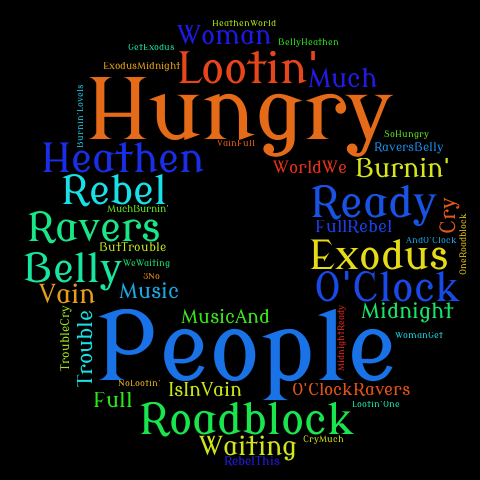 HeathenWorld
Woman
GetExodus
BellyHeathen
ExodusMidnight
Lootin'
Much
Hungry
Burnin'Lovels
SoHungry
VainFull
RaversBelly
Heathen
WorldWe
Burnin'
Rebel
Ready
MuchBurnin'
Cry
Ravers
FullRebel
OneRoadblock
ButTrouble
AndO'Clock
Exodus
Belly
WeWaiting
3No
O'Clock
Vain
Music
Midnight
MusicAnd
MidnightReady
TroubleCry
Trouble
People
WomanGet
NoLootin'
IsInVain
O'ClockRavers
Full
Roadblock
Lootin'One
Waiting
CryMuch
RebelThis